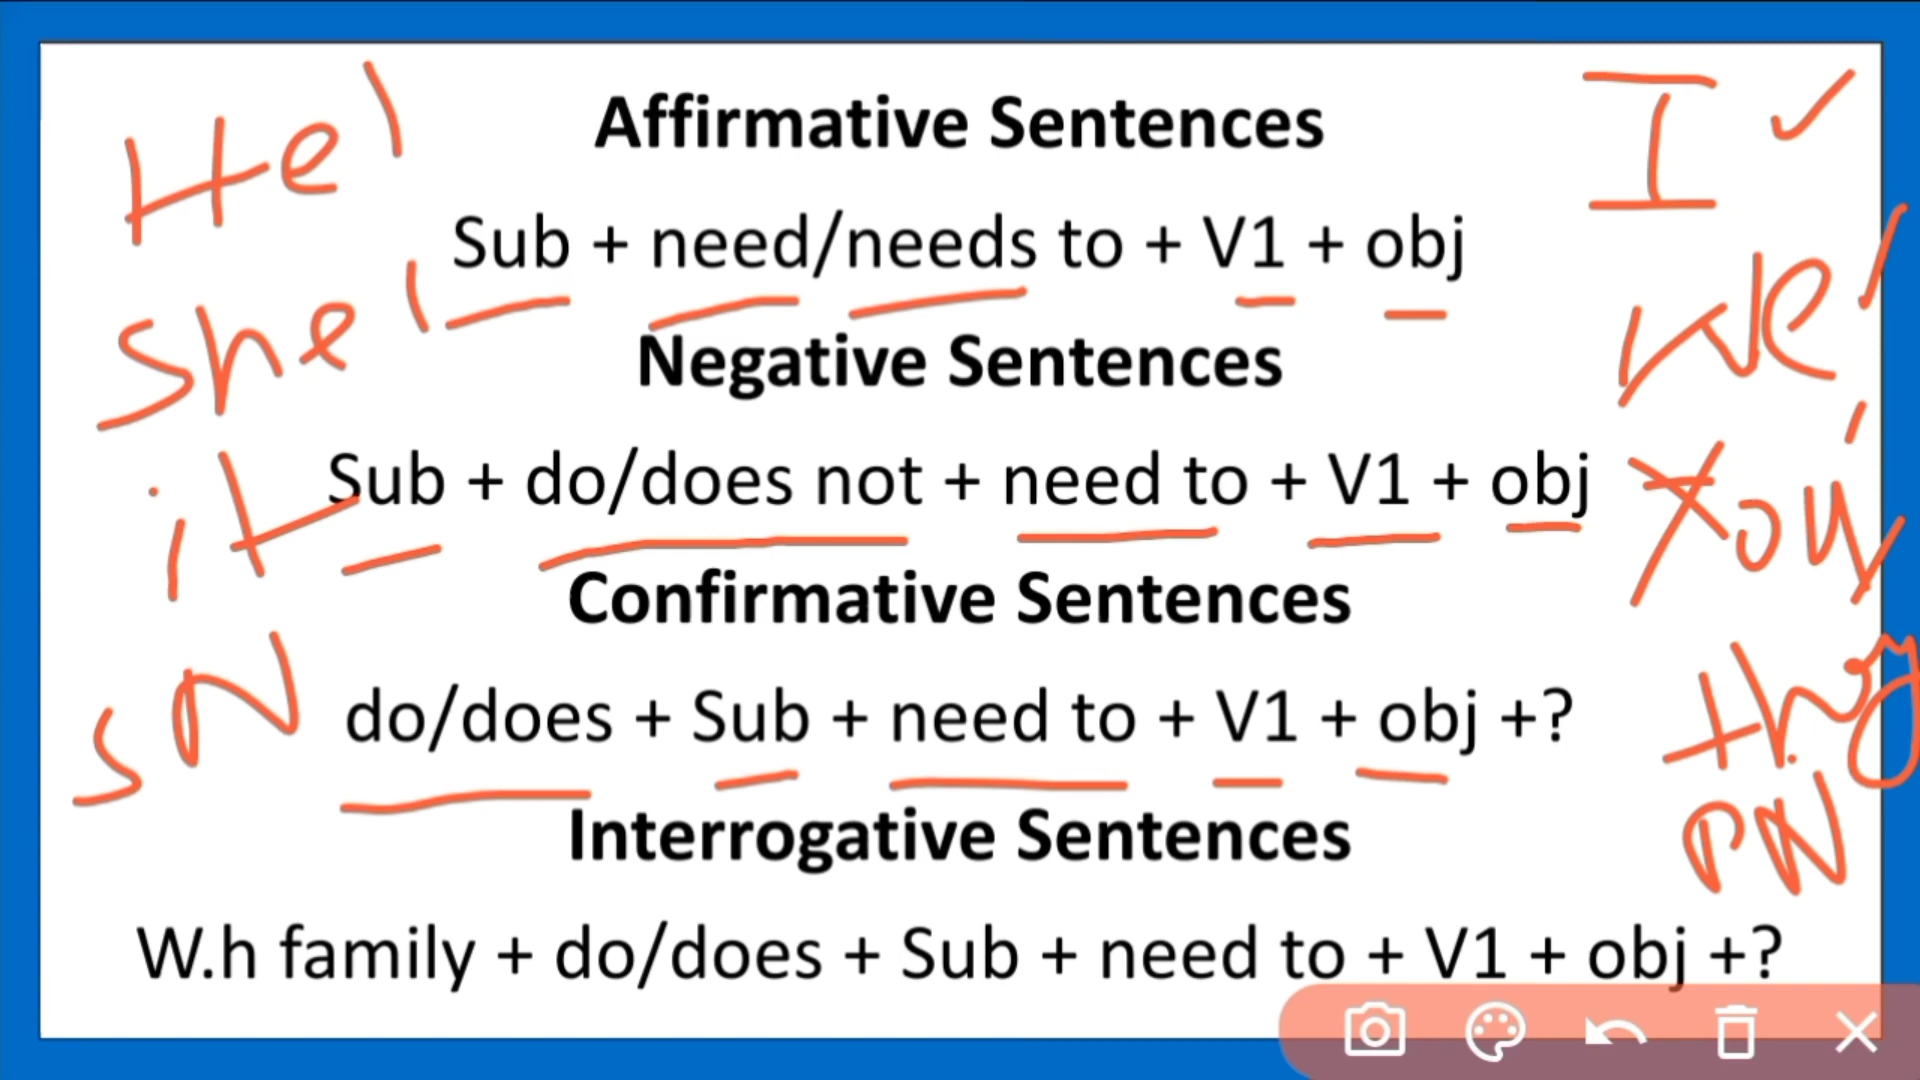 He
I
Affirmative Sentences
Sub + need/needs to + V1 + obj
She
We
Negative Sentences
it
You
Sub + do/does not + need to + V1 + obj
Confirmative Sentences
SN
they
do/does + Sub + need to + V1 + obj +?
PN
Interrogative Sentences
W.h family + do/does + Sub + need to + V1 + obj +?